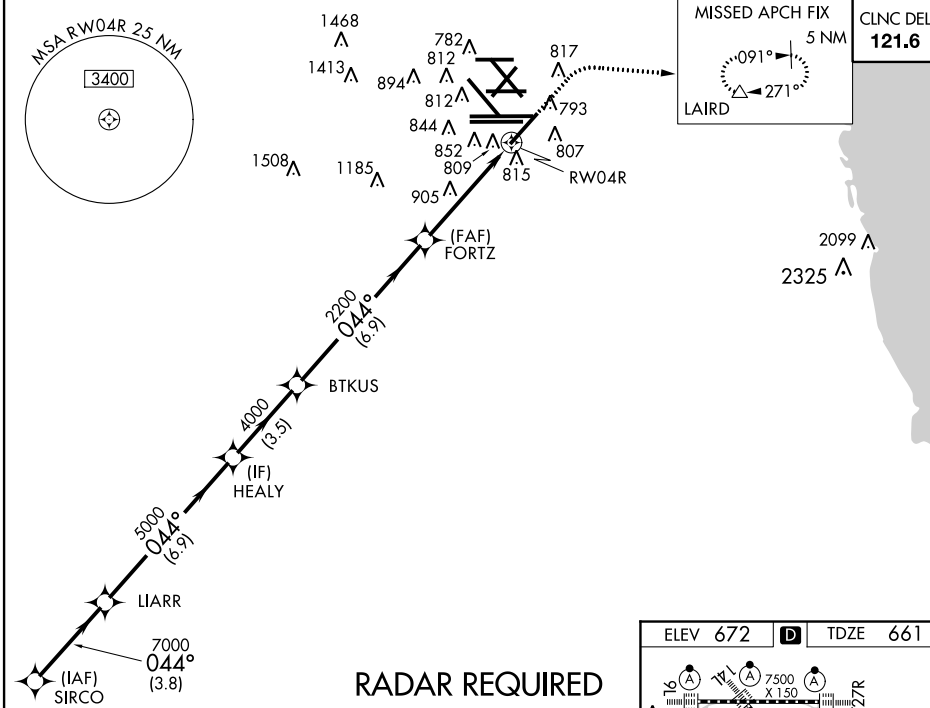 MSA RW04R 25 NM
3400
1468
1413
894
782
812
812
844
852
809
905
815
817
793
807
RW04R
1508
1185
MISSED APCH FIX
5 NM
091°
271°
LAIRD
CLNC DEL
121.6
2099
2325
(FAF)
FORTZ
2200
044°
(6.9)
BTKUS
4000
(3.5)
(IF)
HEALY
5000
044°
(6.9)
LIARR
7000
044°
(3.8)
(IAF)
SIRCO
RADAR REQUIRED
ELEV 672
D
TDZE 661
9L
A
14L
A
7500
X 150
A
27R